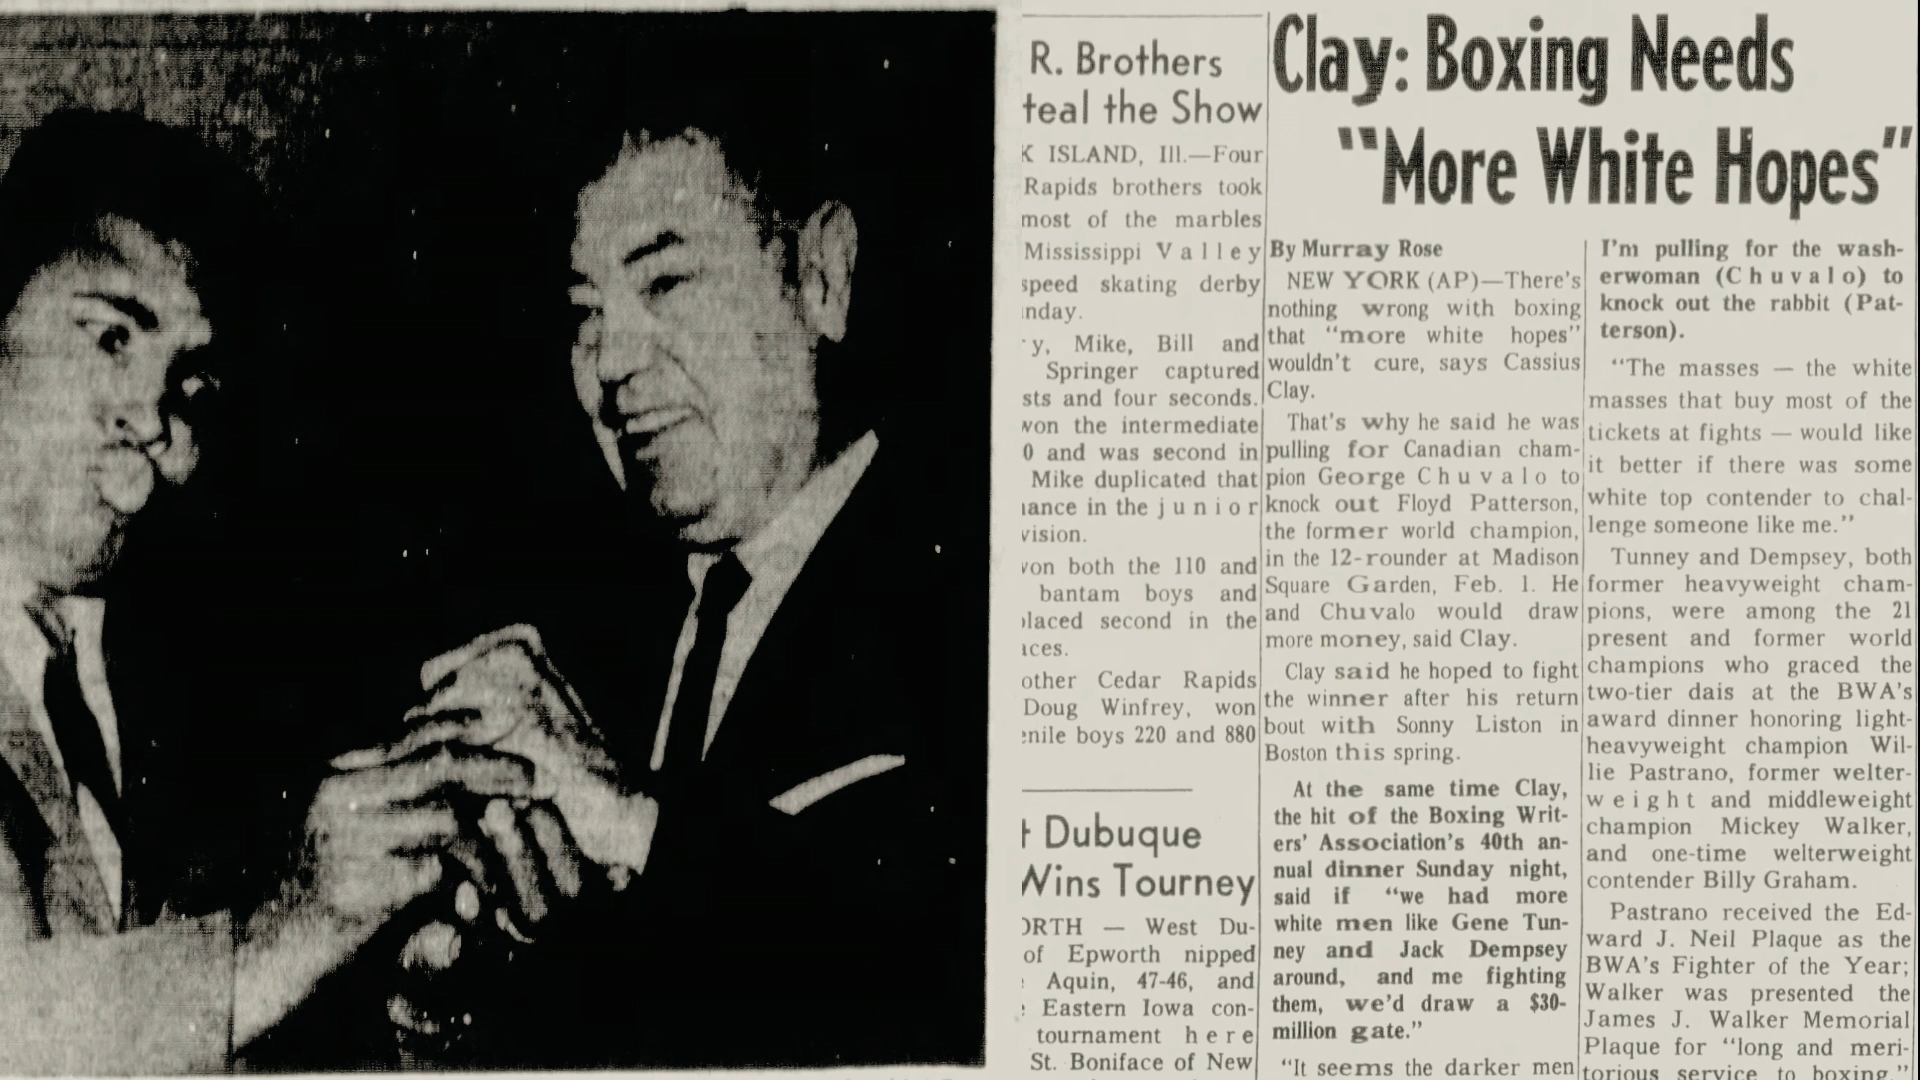 R. Brothers
teal the Show
K ISLAND, Ill.—Four
Rapids brothers took
most of the marbles
Mississippi Valley
speed skating derby
nday.
y, Mike, Bill and
Springer captured
sts and four seconds.
won the intermediate
0 and was second in
Mike duplicated that
ance in the junior
vision.
won both the 110 and
bantam boys and
placed second in the
aces.
other Cedar Rapids
Doug Winfrey, won
enile boys 220 and 880
t Dubuque
Wins Tourney
ORTH — West Du-
of Epworth nipped
Aquin, 47-46, and
Eastern Iowa con-
tournament here
St. Boniface of New
Clay: Boxing Needs
"More White Hopes"
By Murray Rose
NEW YORK (AP)—There's
nothing wrong with boxing
that "more white hopes"
wouldn't cure, says Cassius
Clay.
That's why he said he was
pulling for Canadian cham-
pion George Chuvalo to
knock out Floyd Patterson,
the former world champion,
in the 12-rounder at Madison
Square Garden, Feb. 1. He
and Chuvalo would draw
more money, said Clay.
Clay said he hoped to fight
the winner after his return
bout with Sonny Liston in
Boston this spring.
At the same time Clay,
the hit of the Boxing Writ-
ers' Association's 40th an-
nual dinner Sunday night,
said if "we had more
white men like Gene Tun-
ney and Jack Dempsey
around, and me fighting
them, we'd draw a $30-
million gate."
"It seems the darker men
I'm pulling for the wash-
erwoman (Chuvalo) to
knock out the rabbit (Pat-
terson).
"The masses — the white
masses that buy most of the
tickets at fights — would like
it better if there was some
white top contender to chal-
lenge someone like me."
Tunney and Dempsey, both
former heavyweight cham-
pions, were among the 21
present and former world
champions who graced the
two-tier dais at the BWA's
award dinner honoring light-
heavyweight champion Wil-
lie Pastrano, former welter-
weight and middleweight
champion Mickey Walker,
and one-time welterweight
contender Billy Graham.
Pastrano received the Ed-
ward J. Neil Plaque as the
BWA's Fighter of the Year;
Walker was presented the
James J. Walker Memorial
Plaque for "long and meri-
torious service to boxing."